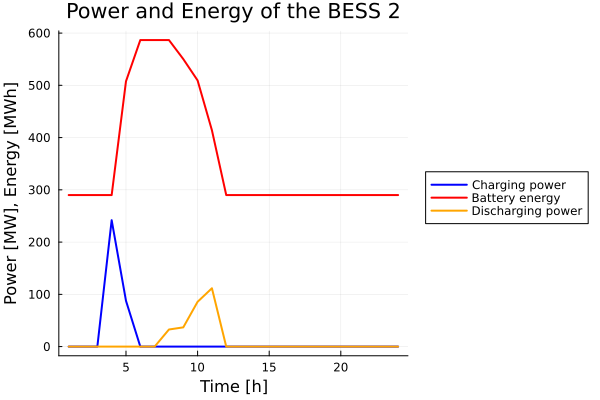 Power and Energy of the BESS 2
Power [MW], Energy [MWh]
600
500
400
300
200
100
0
5
10
15
20
Time [h]
Charging power
Battery energy
Discharging power